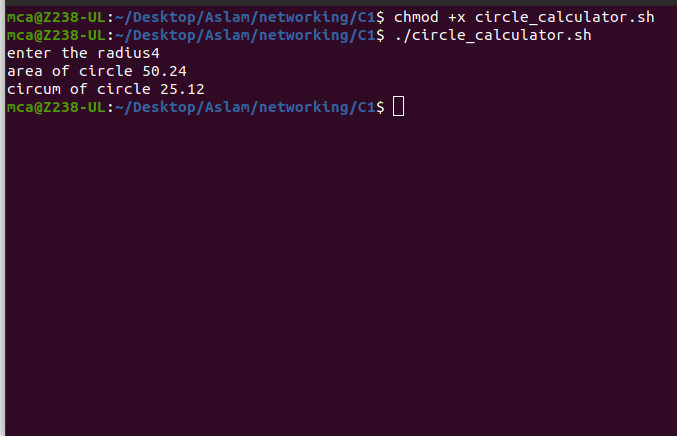 mca@Z238-UL:~/Desktop/Aslam/networking/C1$ chmod +x circle_calculator.sh
mca@Z238-UL:~/Desktop/Aslam/networking/C1$ ./circle_calculator.sh
enter the radius4
area of circle 50.24
circum of circle 25.12
mca@Z238-UL:~/Desktop/Aslam/networking/C1$